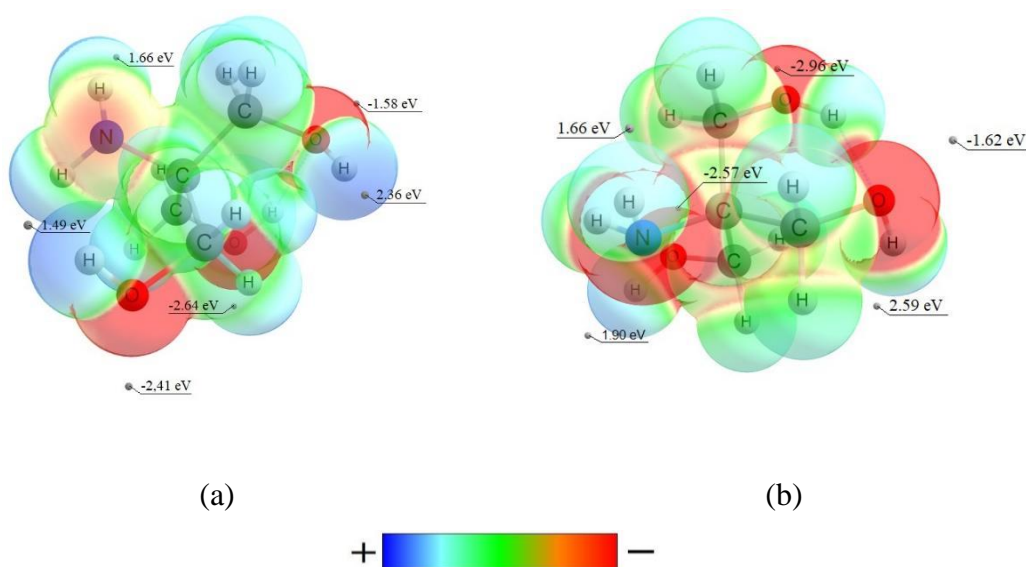 1.66 eV
H H
-1.58 eV
H
C
N
O
H
H
C
H
2.36 eV
C
H
H
1.49 eV
H
H
C
O
O
H
-2.64 eV
-2,41 eV
(a)
H
-2.96 eV
O
H
H
C
1.66 eV
-1.62 eV
-2.57 eV
H
H
O
H
C
N
C
H
H
O
C
H
H
H
2.59 eV
1.90 eV
(b)
+ −